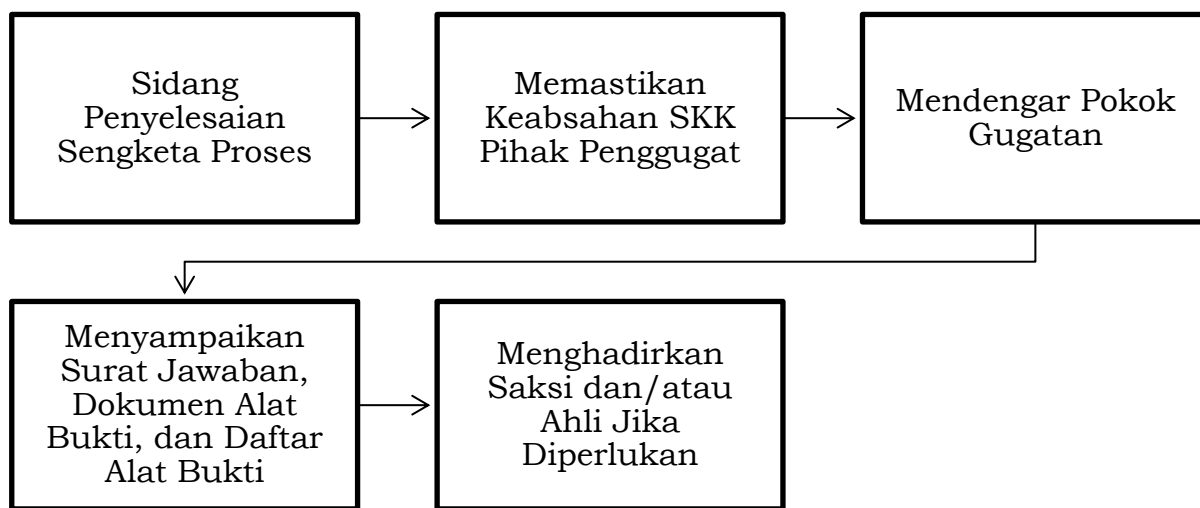 Sidang
Penyelesaian
Sengketa Proses
Memastikan
Keabsahan SKK
Pihak Penggugat
Mendengar Pokok
Gugatan
Menyampaikan
Surat Jawaban,
Dokumen Alat
Bukti, dan Daftar
Alat Bukti
Menghadirkan
Saksi dan/atau
Ahli Jika
Diperlukan